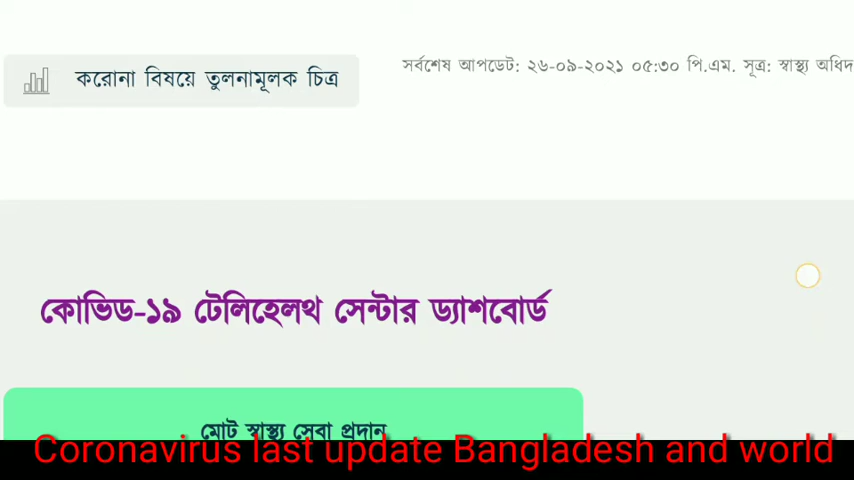 করোনা বিষয়ে তুলনামূলক চিত্র
সর্বশেষ আপডেট: ২৬-০৯-২০২১ ০৫:৩০ পি.এম. সূত্র: স্বাস্থ্য অধিদ
কোভিড-১৯ টেলিহেলথ সেন্টার ড্যাশবোর্ড
মোট স্বাস্থ্য সেবা প্রদান
Coronavirus last update Bangladesh and world